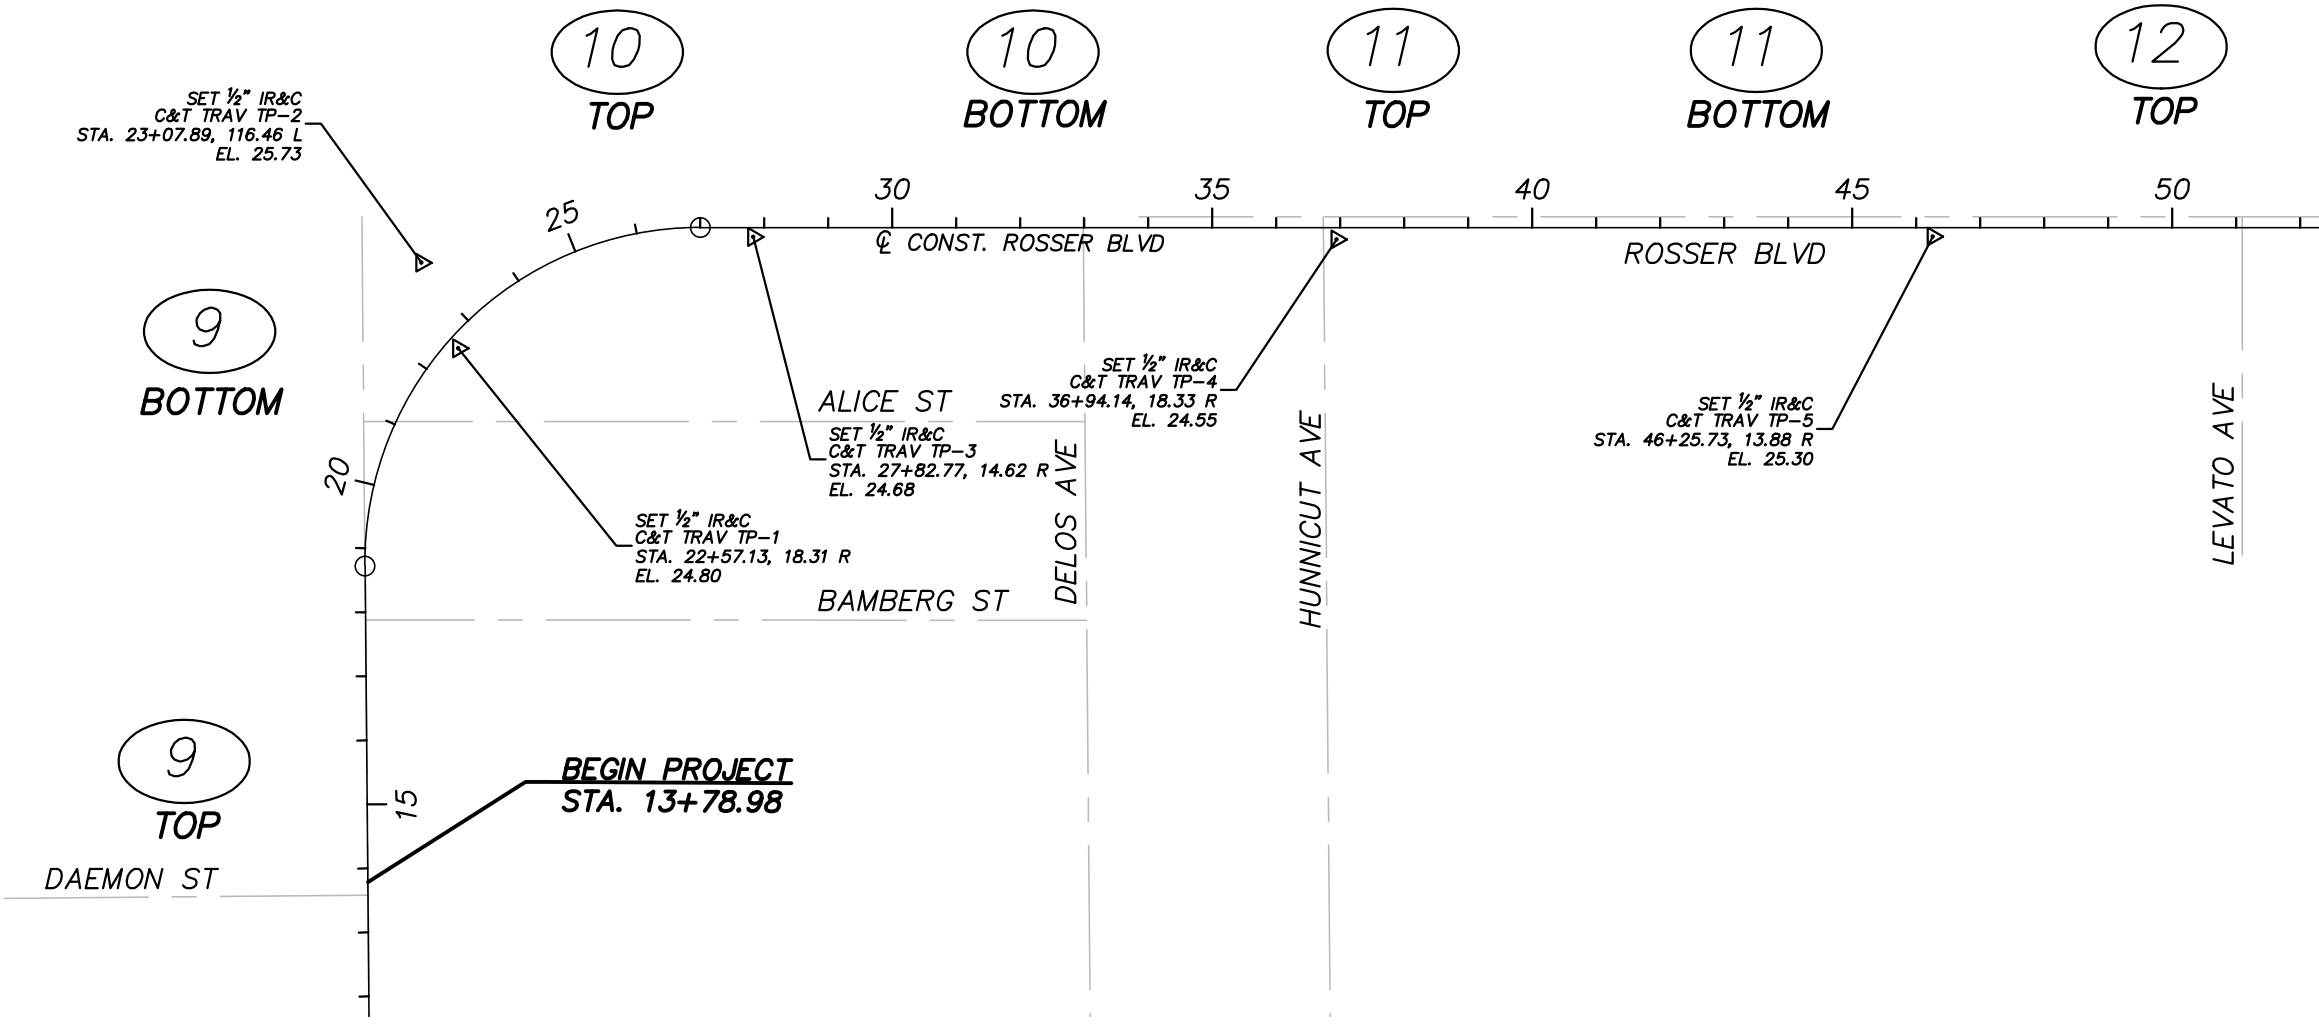 10
TOP
10
BOTTOM
11
TOP
11
BOTTOM
12
TOP
SET ½" IR&C
C&T TRAV TP-2
STA. 23+07.89, 116.46 L
EL. 25.73
25
30
35
40
45
50
℄ CONST. ROSSER BLVD
ROSSER BLVD
9
BOTTOM
ALICE ST
SET ½" IR&C
C&T TRAV TP-4
STA. 36+94.14, 18.33 R
EL. 24.55
SET ½" IR&C
C&T TRAV TP-5
STA. 46+25.73, 13.88 R
EL. 25.30
SET ½" IR&C
C&T TRAV TP-3
STA. 27+82.77, 14.62 R
EL. 24.68
20
DELOS AVE
HUNNICUT AVE
LEVATO AVE
SET ½" IR&C
C&T TRAV TP-1
STA. 22+57.13, 18.31 R
EL. 24.80
BAMBERG ST
9
TOP
BEGIN PROJECT
STA. 13+78.98
15
DAEMON ST